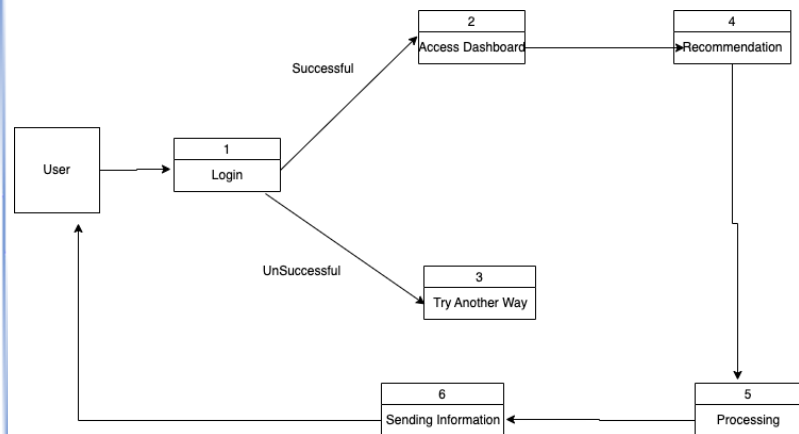 2
Access Dashboard
4
Recommendation
Successful
1
Login
User
UnSuccessful
3
Try Another Way
6
Sending Information
5
Processing